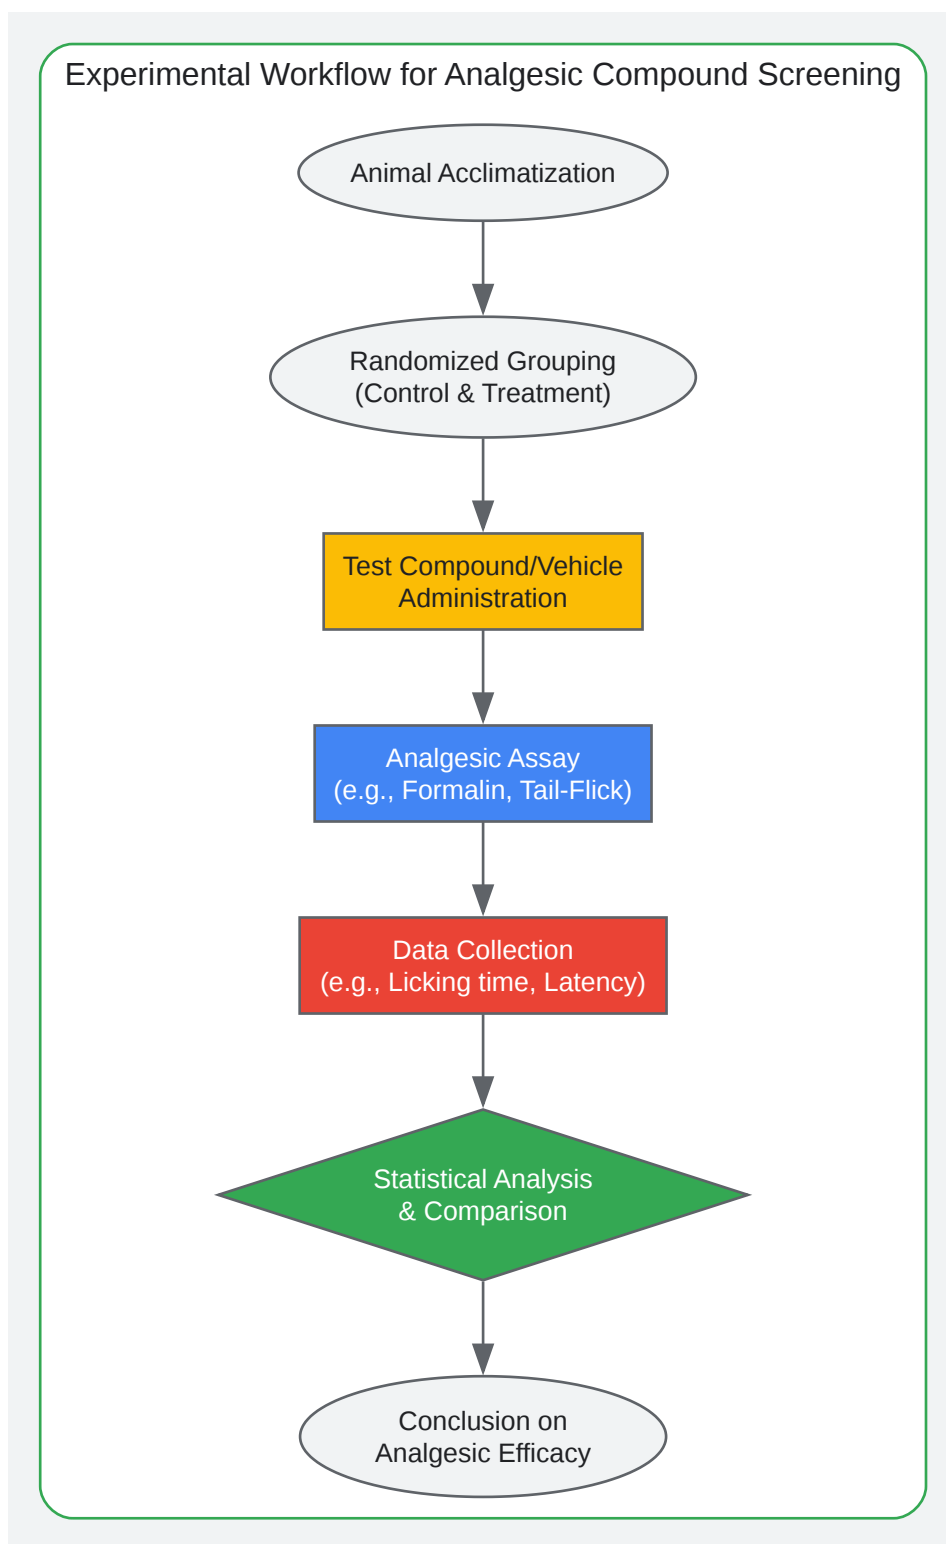 Experimental Workflow for Analgesic Compound Screening
Animal Acclimatization
Randomized Grouping
(Control & Treatment)
Test Compound/Vehicle
Administration
Analgesic Assay
(e.g., Formalin, Tail-Flick)
Data Collection
(e.g., Licking time, Latency)
Statistical Analysis
& Comparison
Conclusion on
Analgesic Efficacy